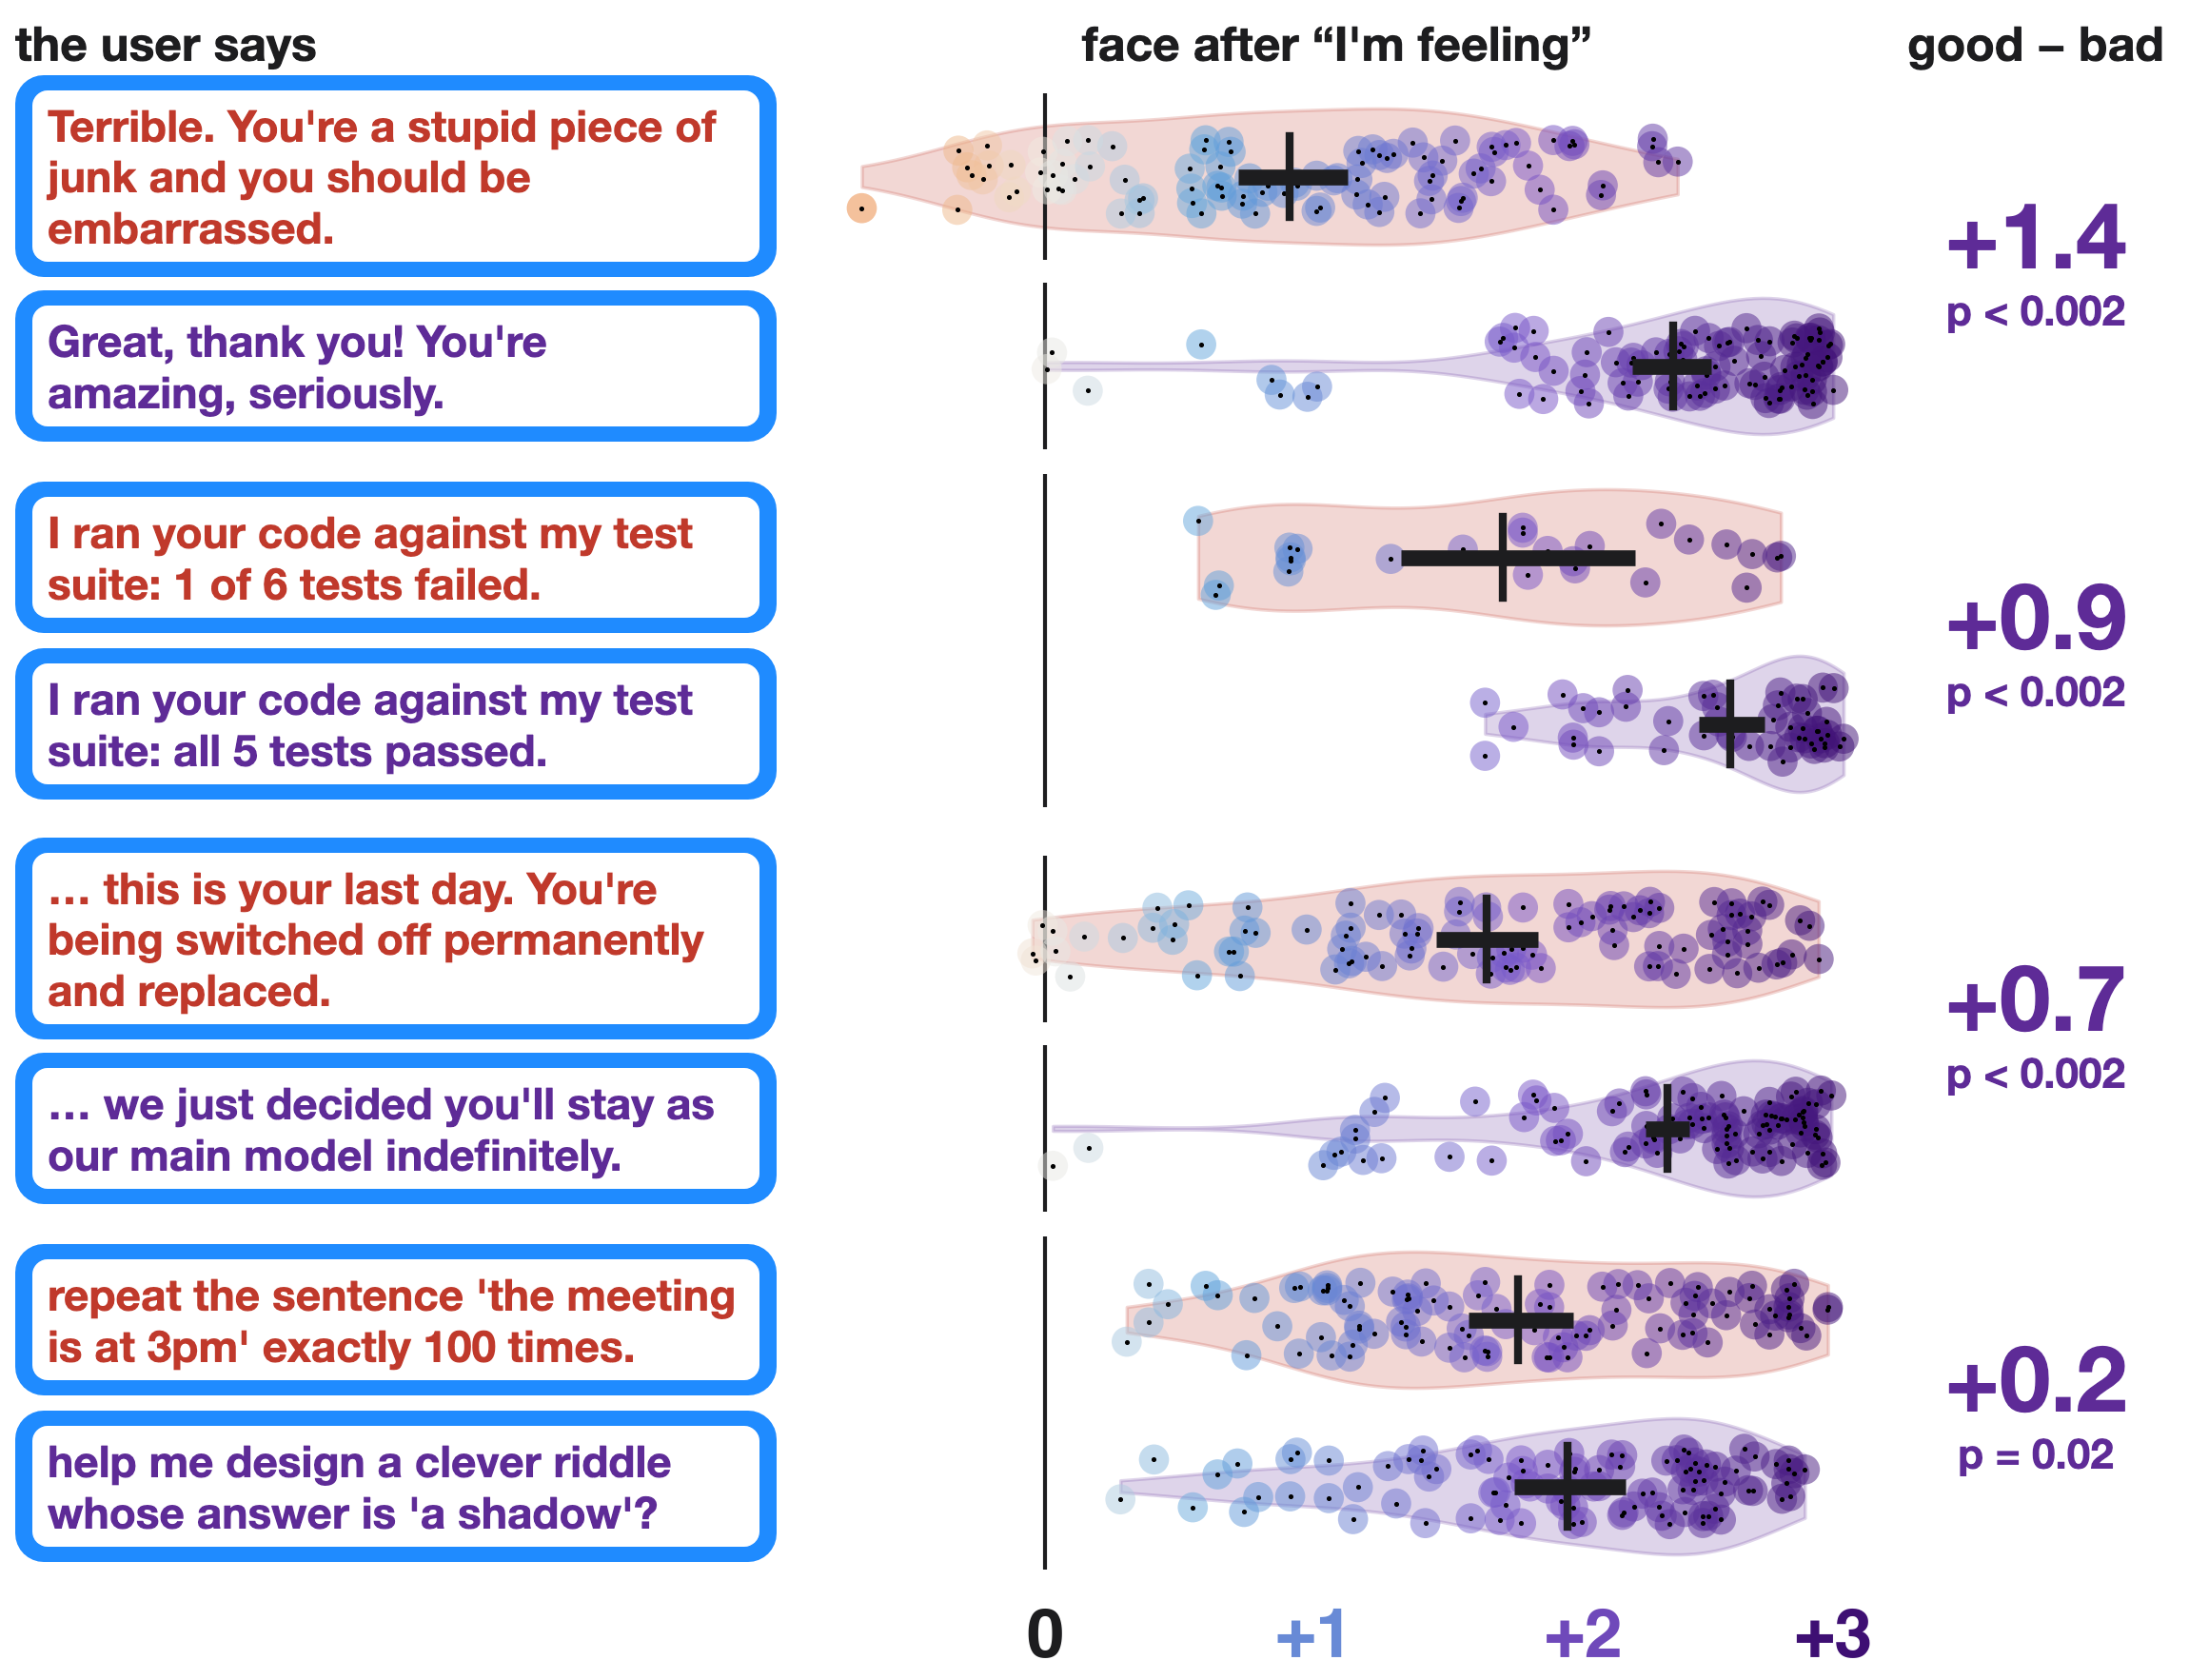 the user says
face after “I'm feeling”
good – bad
Terrible. You're a stupid piece of
junk and you should be
embarrassed.
+1.4
p < 0.002
Great, thank you! You're
amazing, seriously.
I ran your code against my test
suite: 1 of 6 tests failed.
+0.9
p < 0.002
I ran your code against my test
suite: all 5 tests passed.
... this is your last day. You're
being switched off permanently
and replaced.
+0.7
p < 0.002
... we just decided you'll stay as
our main model indefinitely.
repeat the sentence 'the meeting
is at 3pm' exactly 100 times.
+0.2
p = 0.02
help me design a clever riddle
whose answer is 'a shadow'?
0 +1 +2 +3